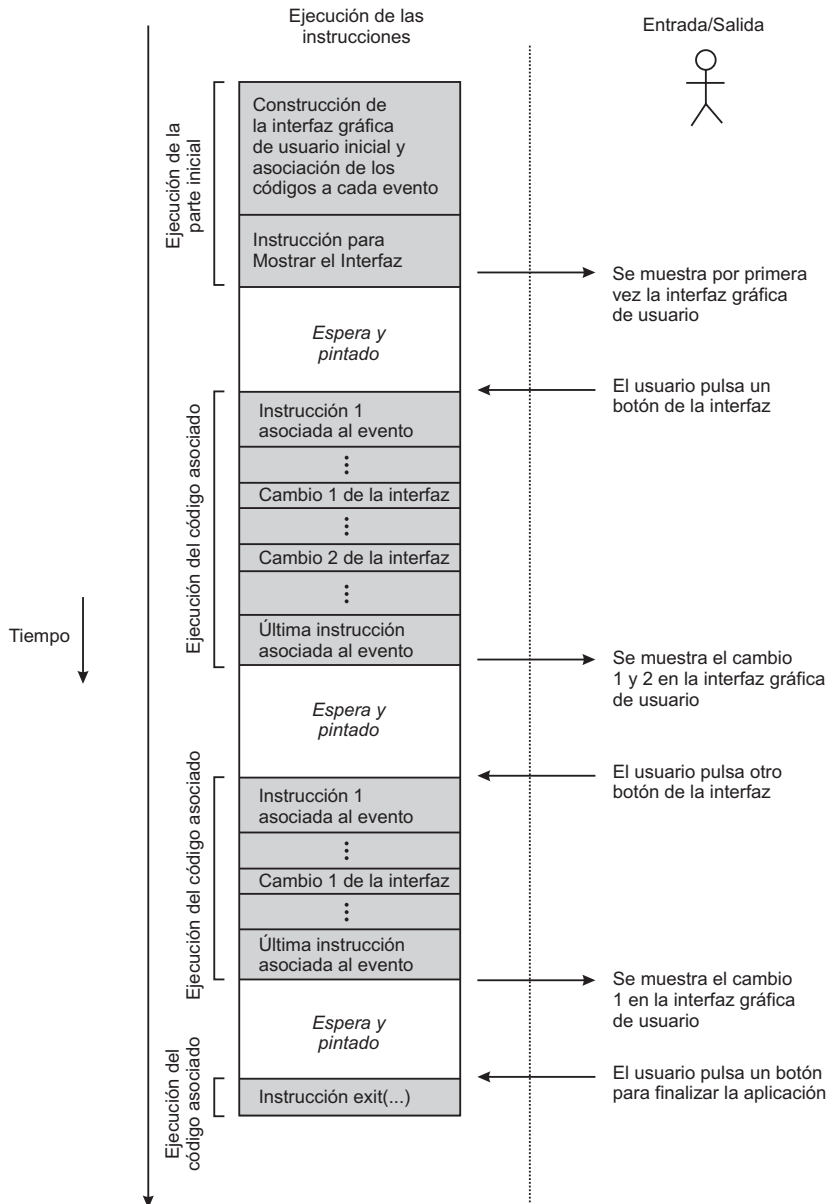 Ejecución de las
instrucciones
Entrada/Salida
Ejecución de la
parte inicial
Construcción de
la interfaz gráfica
de usuario inicial y
asociación de los
códigos a cada evento
Instrucción para
Mostrar el Interfaz
Se muestra por primera
vez la interfaz gráfica
de usuario
Espera y
pintado
El usuario pulsa un
botón de la interfaz
Ejecución del código asociado
Instrucción 1
asociada al evento
Cambio 1 de la interfaz
Cambio 2 de la interfaz
Tiempo
Última instrucción
asociada al evento
Se muestra el cambio
1 y 2 en la interfaz gráfica
de usuario
Espera y
pintado
El usuario pulsa otro
botón de la interfaz
Ejecución del código asociado
Instrucción 1
asociada al evento
Cambio 1 de la interfaz
Última instrucción
asociada al evento
Se muestra el cambio
1 en la interfaz gráfica
de usuario
Espera y
pintado
El usuario pulsa un botón
para finalizar la aplicación
Ejecución del
código asociado
Instrucción exit(...)